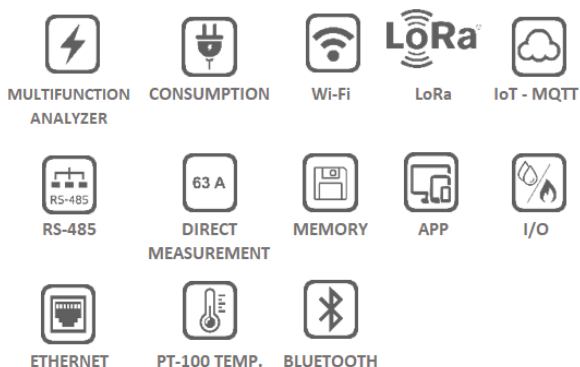 LoRa
MULTIFUNCTION ANALYZER
CONSUMPTION
Wi-Fi
LoRa
IoT - MQTT
RS-485
63 A
RS-485
DIRECT MEASUREMENT
MEMORY
APP
I/O
ETHERNET
PT-100 TEMP.
BLUETOOTH